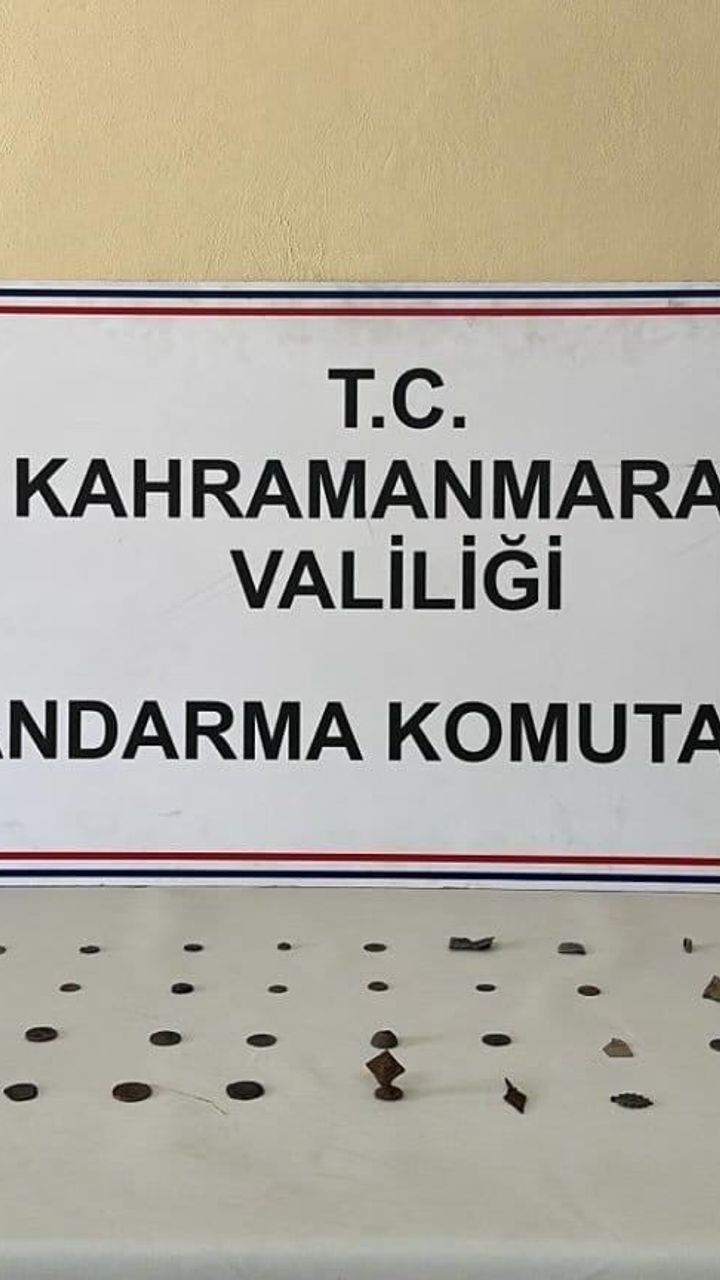 T.C.
KAHRAMANMARA
VALİLİĞİ
ANDARMA KOMUTA